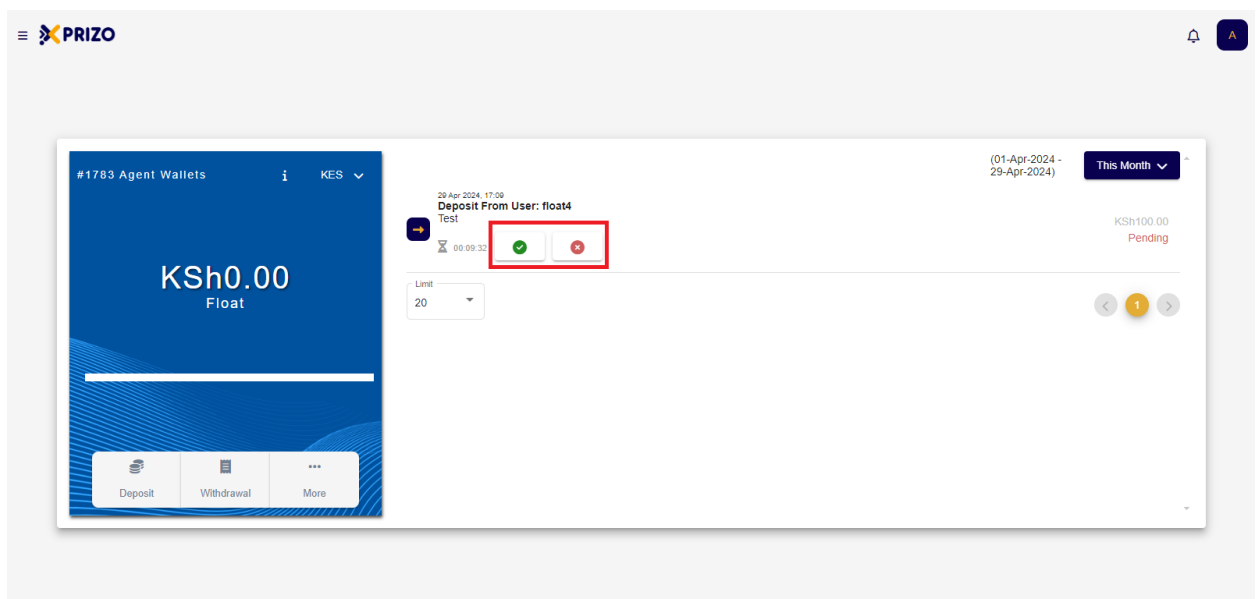 XPRIZO
A
#1783 Agent Wallets i KES
KSh0.00
Float
Deposit Withdrawal More
(01-Apr-2024 -
29-Apr-2024)
This Month
29 Apr 2024, 17:09
Deposit From User: float4
Test
00:09:32
KSh100.00
Pending
Limit
20
1